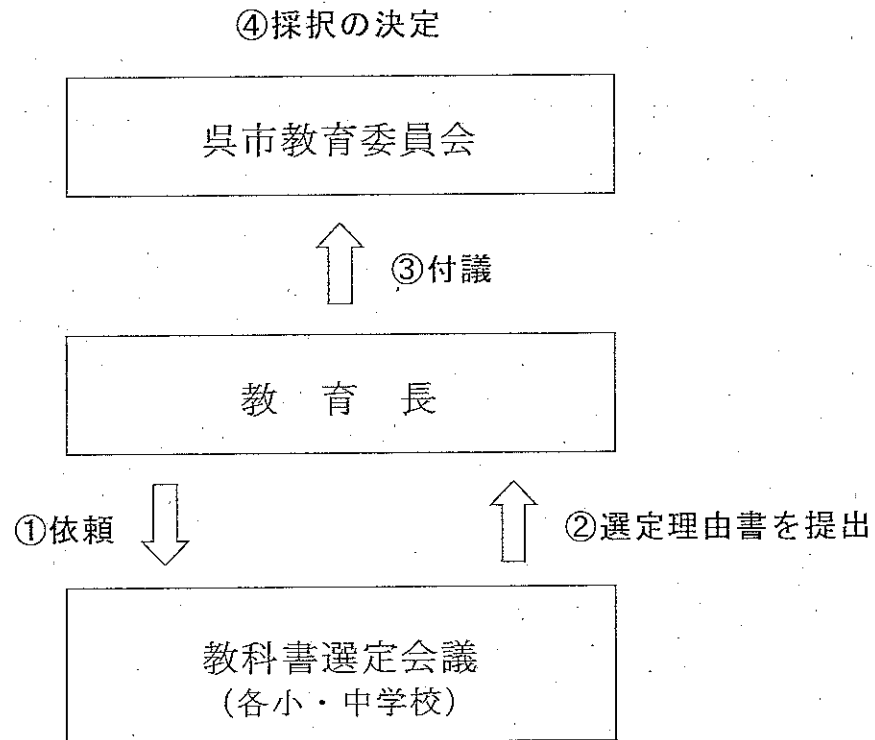 ④採択の決定
呉市教育委員会
③付議
教育長
①依頼
②選定理由書を提出
教科書選定会議
(各小・中学校)